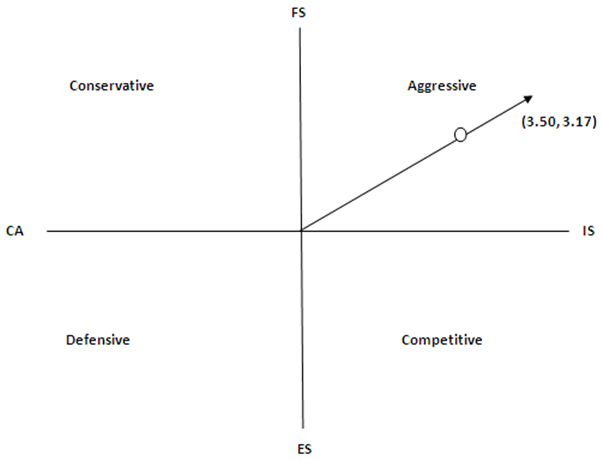 FS
Conservative
Aggressive
(3.50, 3.17)
CA
IS
Defensive
Competitive
ES